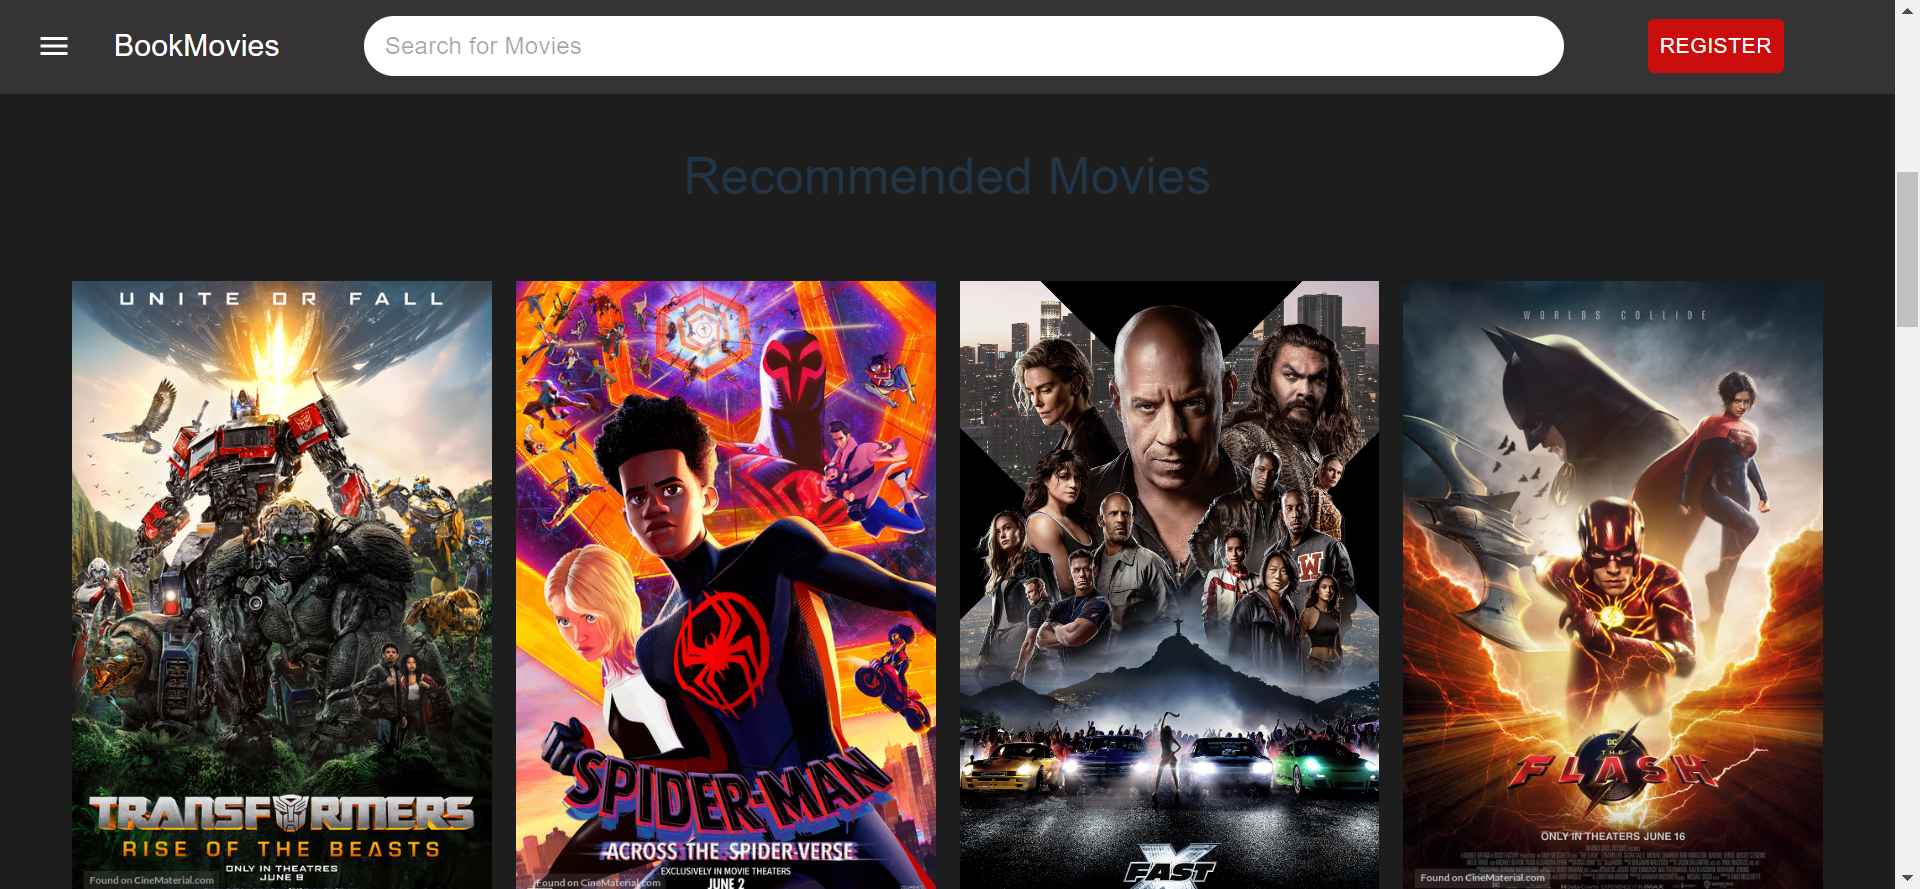 BookMovies
Search for Movies
REGISTER
Recommended Movies
UNITE OR FALL
TRANSFORMERS
RISE OF THE BEASTS
ONLY IN THEATRES
JUNE 9
Found on CineMaterial.com
SPIDER-MAN
ACROSS THE SPIDER-VERSE
EXCLUSIVELY IN MOVIE THEATERS
JUNE 2
Found on CineMaterial.com
W
FAST X
WORLDS COLLIDE
DC
THE
FLASH
ONLY IN THEATERS JUNE 16
Found on CineMaterial.com